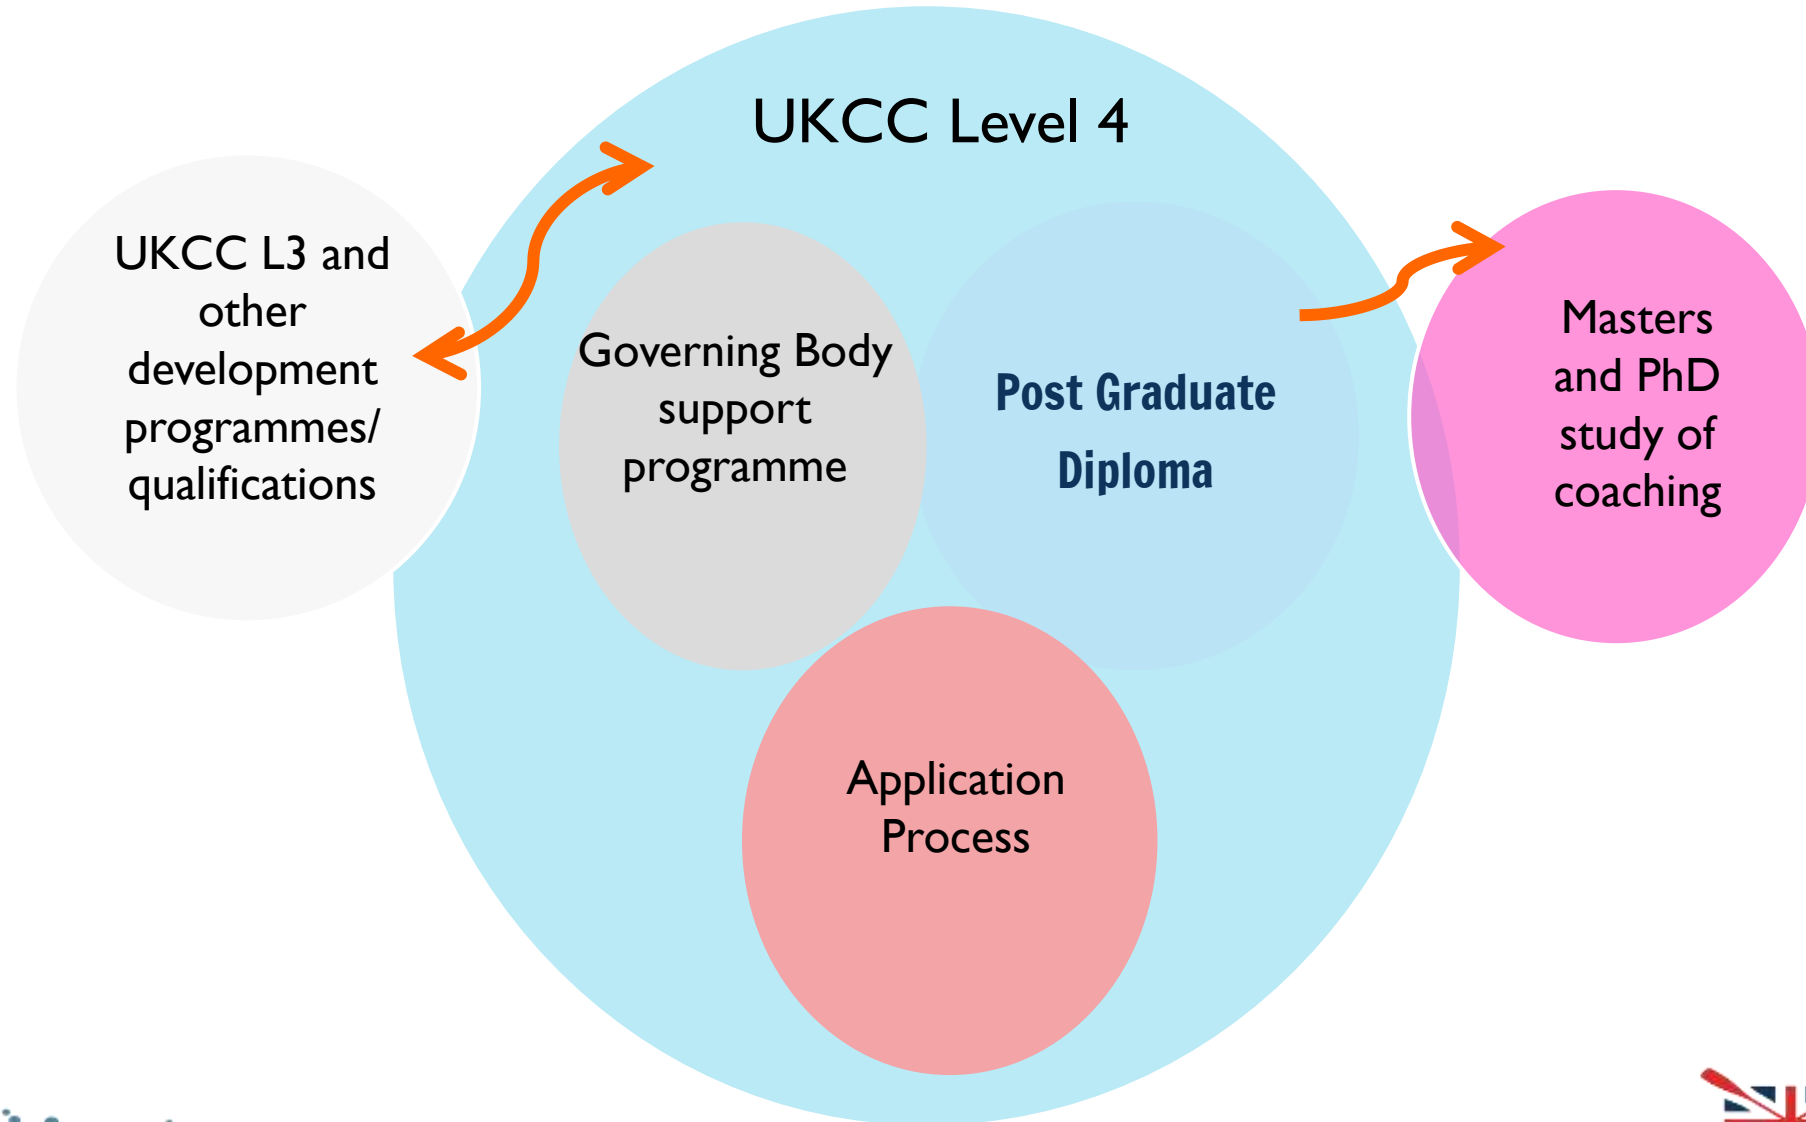 UKCC Level 4
UKCC L3 and
other
development
programmes/
qualifications
Governing Body
support
programme
Post Graduate
Diploma
Masters
and PhD
study of
coaching
Application
Process